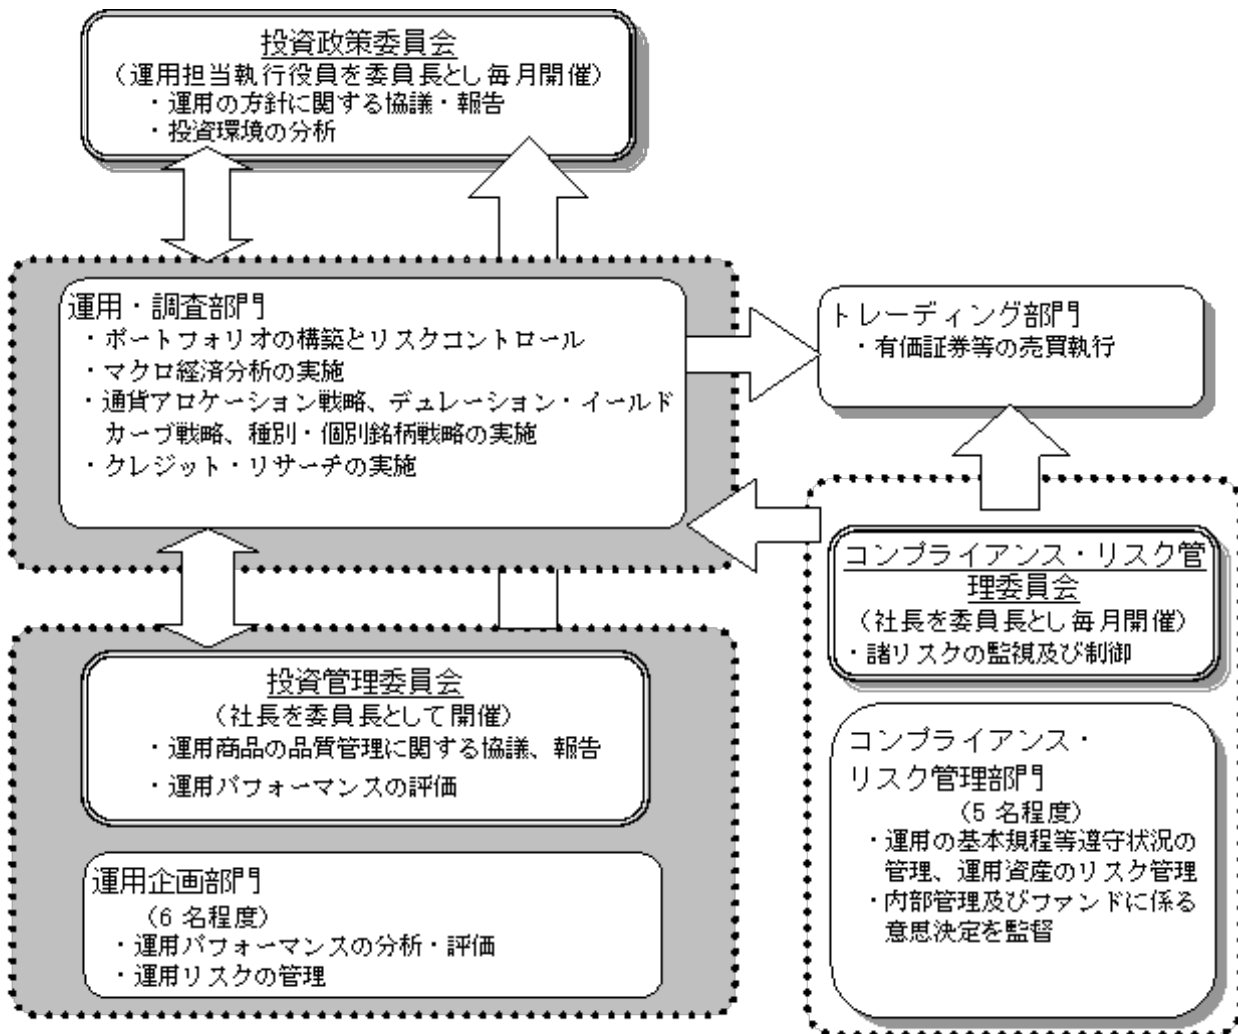 投資政策委員会
（運用担当執行役員を委員長とし毎月開催）
・運用の方針に関する協議・報告
・投資環境の分析
運用・調査部門
・ポートフォリオの構築とリスクコントロール
・マクロ経済分析の実施
・通貨アロケーション戦略、デュレーション・イールド
カーブ戦略、種別・個別銘柄戦略の実施
・クレジット・リサーチの実施
トレーディング部門
・有価証券等の売買執行
コンプライアンス・リスク管
理委員会
（社長を委員長とし毎月開催）
・諸リスクの監視及び制御
投資管理委員会
（社長を委員長として開催）
・運用商品の品質管理に関する協議、報告
・運用パフォーマンスの評価
運用企画部門
（6 名程度）
・運用パフォーマンスの分析・評価
・運用リスクの管理
コンプライアンス・
リスク管理部門
（5 名程度）
・運用の基本規程等遵守状況の
管理、運用資産のリスク管理
・内部管理及びファンドに係る
意思決定を監督